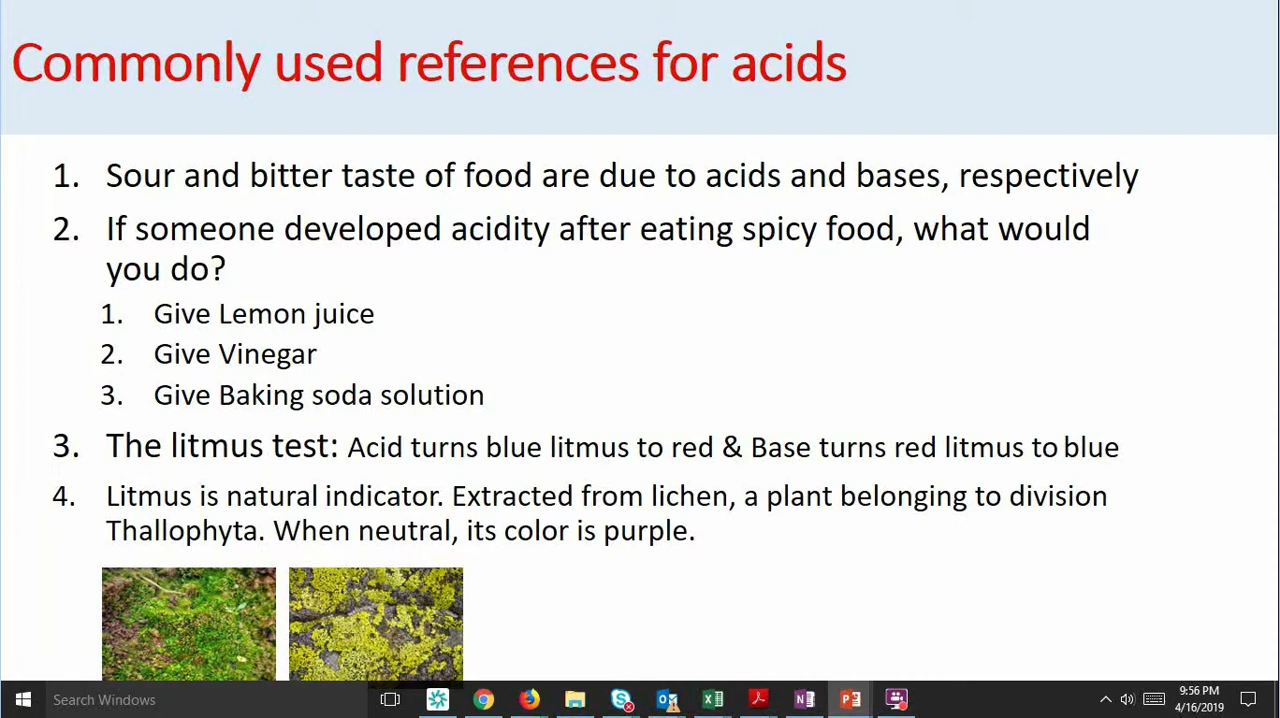 Commonly used references for acids
1. Sour and bitter taste of food are due to acids and bases, respectively
2. If someone developed acidity after eating spicy food, what would
you do?
1. Give Lemon juice
2. Give Vinegar
3. Give Baking soda solution
3. The litmus test: Acid turns blue litmus to red & Base turns red litmus to blue
4. Litmus is natural indicator. Extracted from lichen, a plant belonging to division
Thallophyta. When neutral, its color is purple.
Search Windows
9:56 PM
4/16/2019